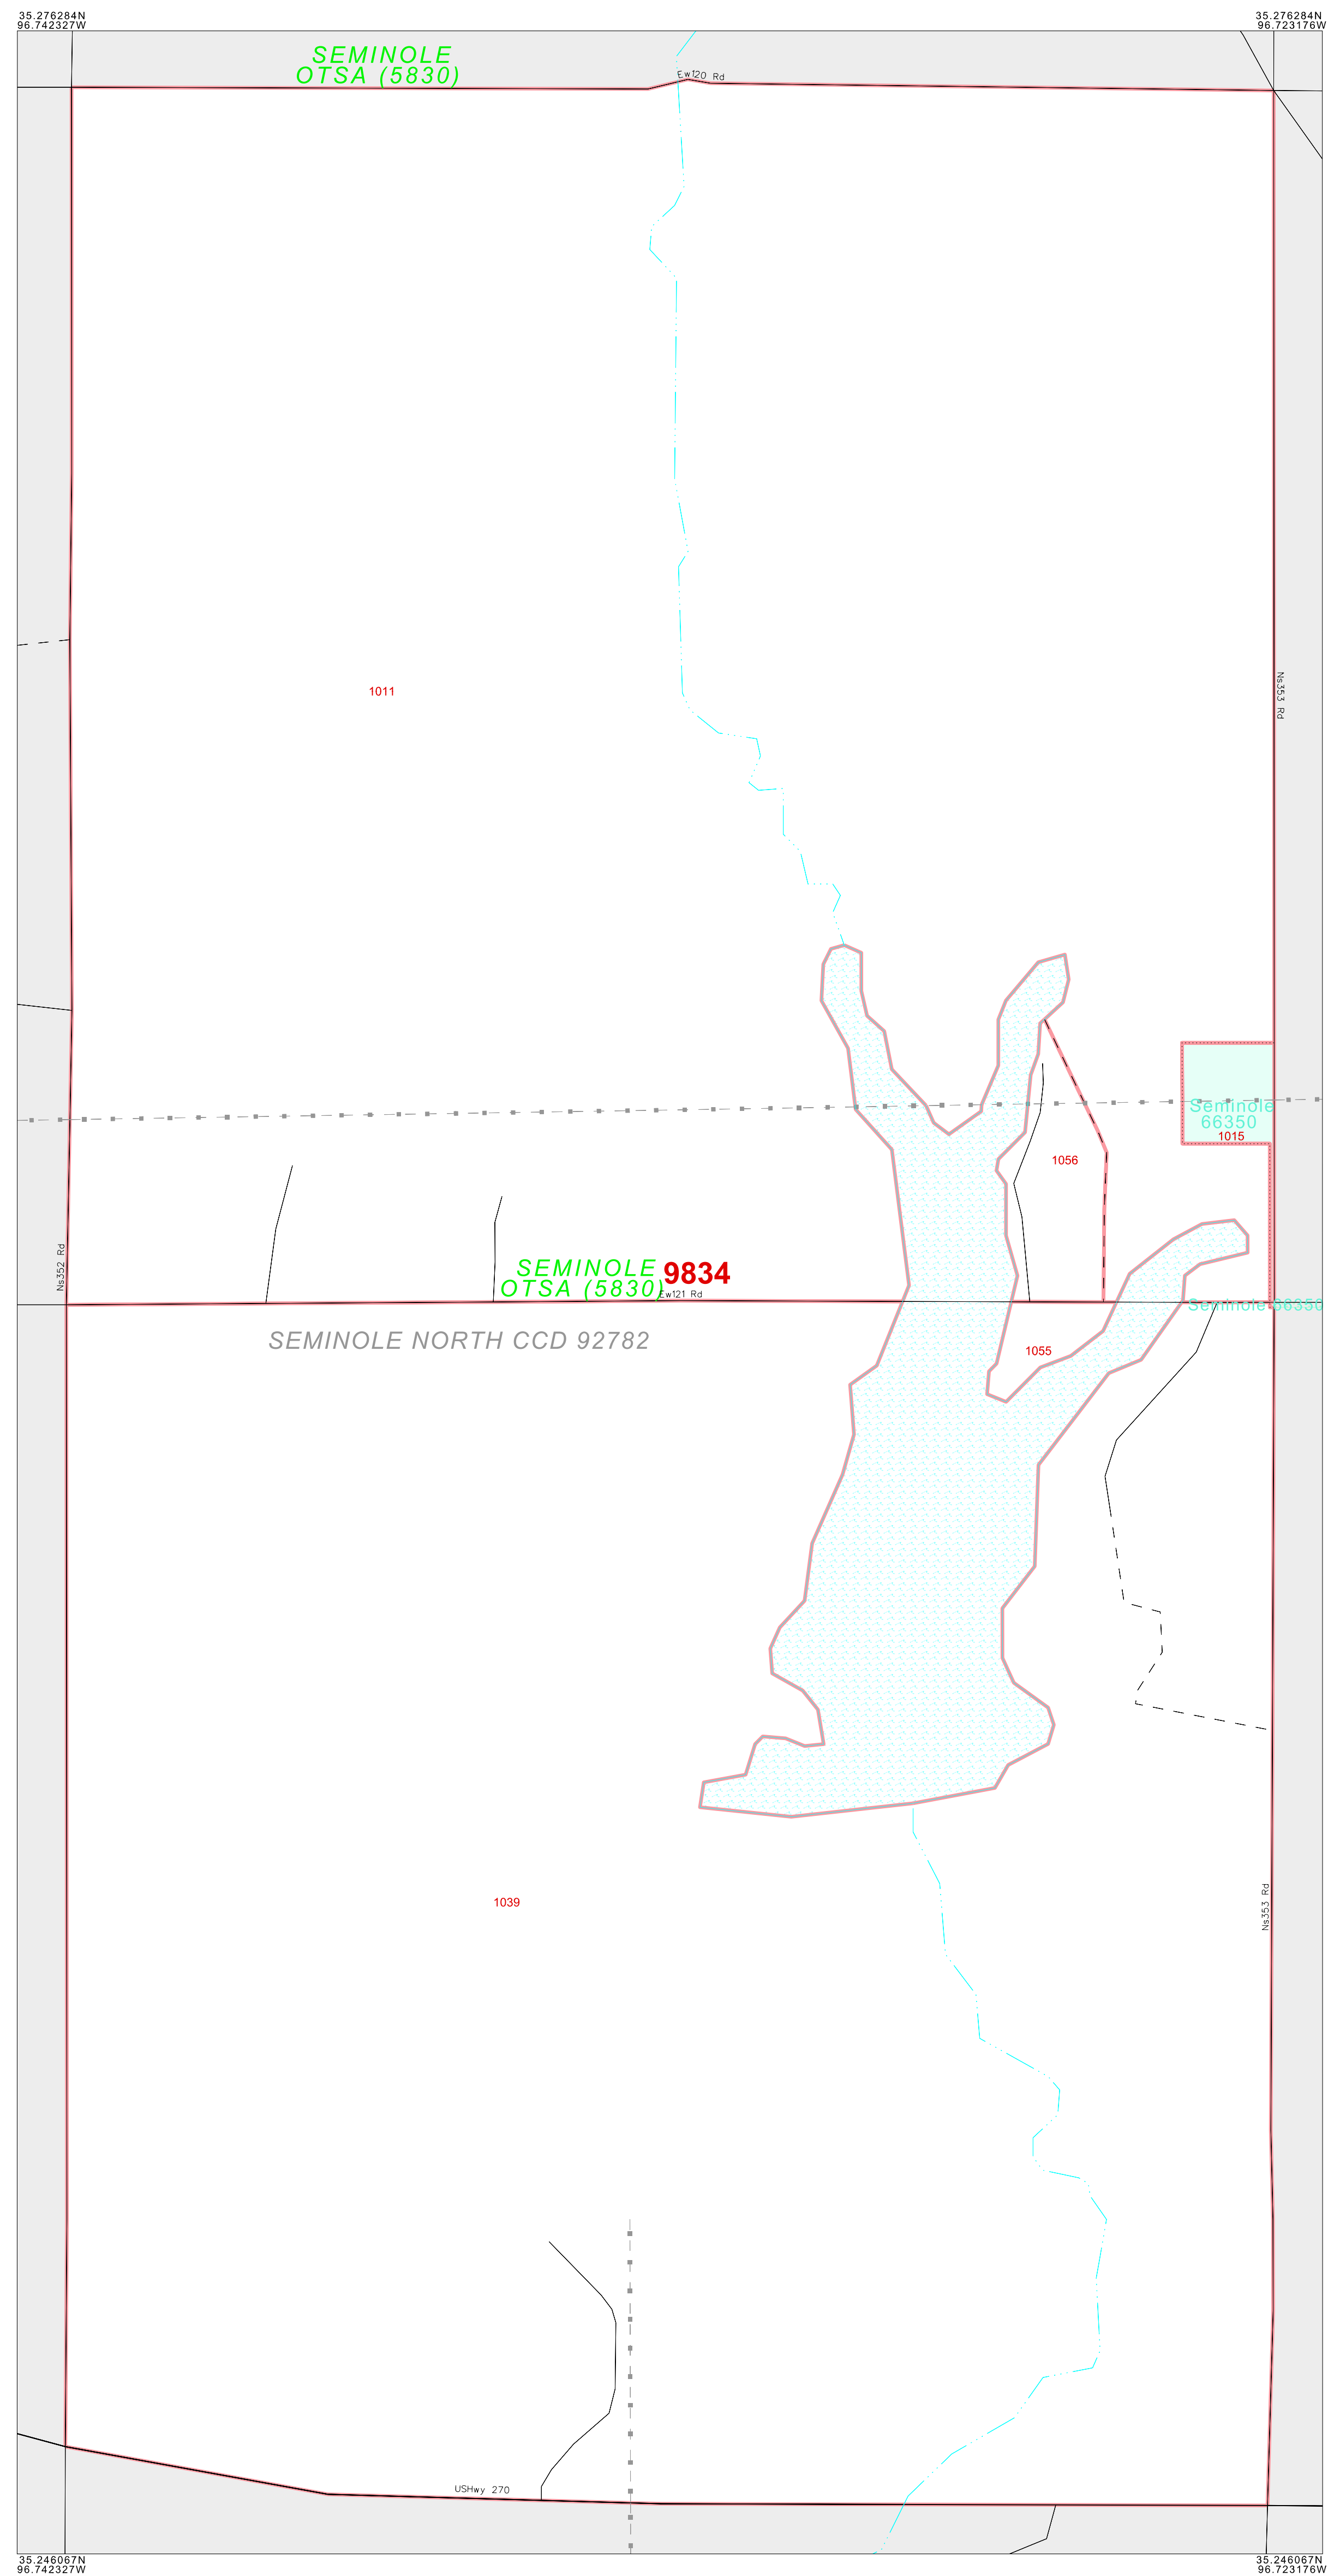 35.276284N
96.742327W
35.276284N
96.723176W
SEMINOLE
OTSA (5830)
Ew120 Rd
Ns353 Rd
1011
Seminole
66350
1015
1056
Ns352 Rd
SEMINOLE
OTSA (5830)
9834
Ew121 Rd
Seminole 66350
SEMINOLE NORTH CCD 92782
1055
Ns353 Rd
1039
USHwy 270
35.246067N
96.742327W
35.246067N
96.723176W